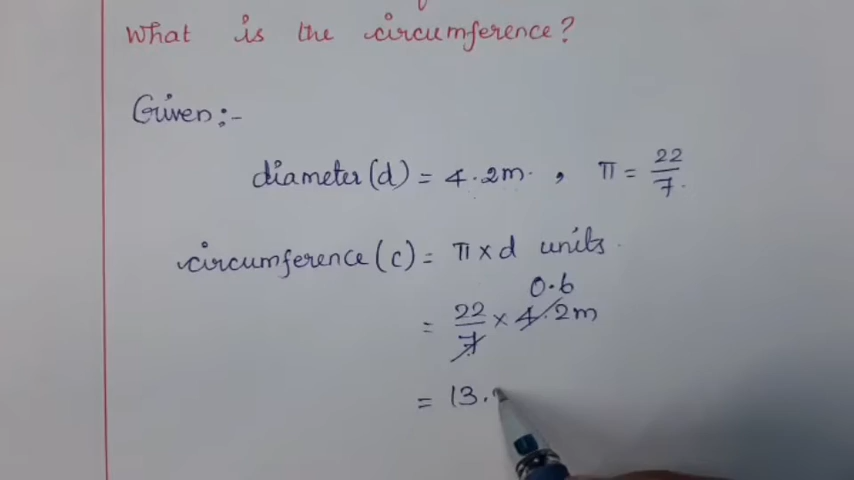 What is the circumference?
Given:-
diameter (d) = 4.2m. , π = 22/7.
circumference (c) = π × d units.
0.6
= 22/7 × 4.2m
= 13.